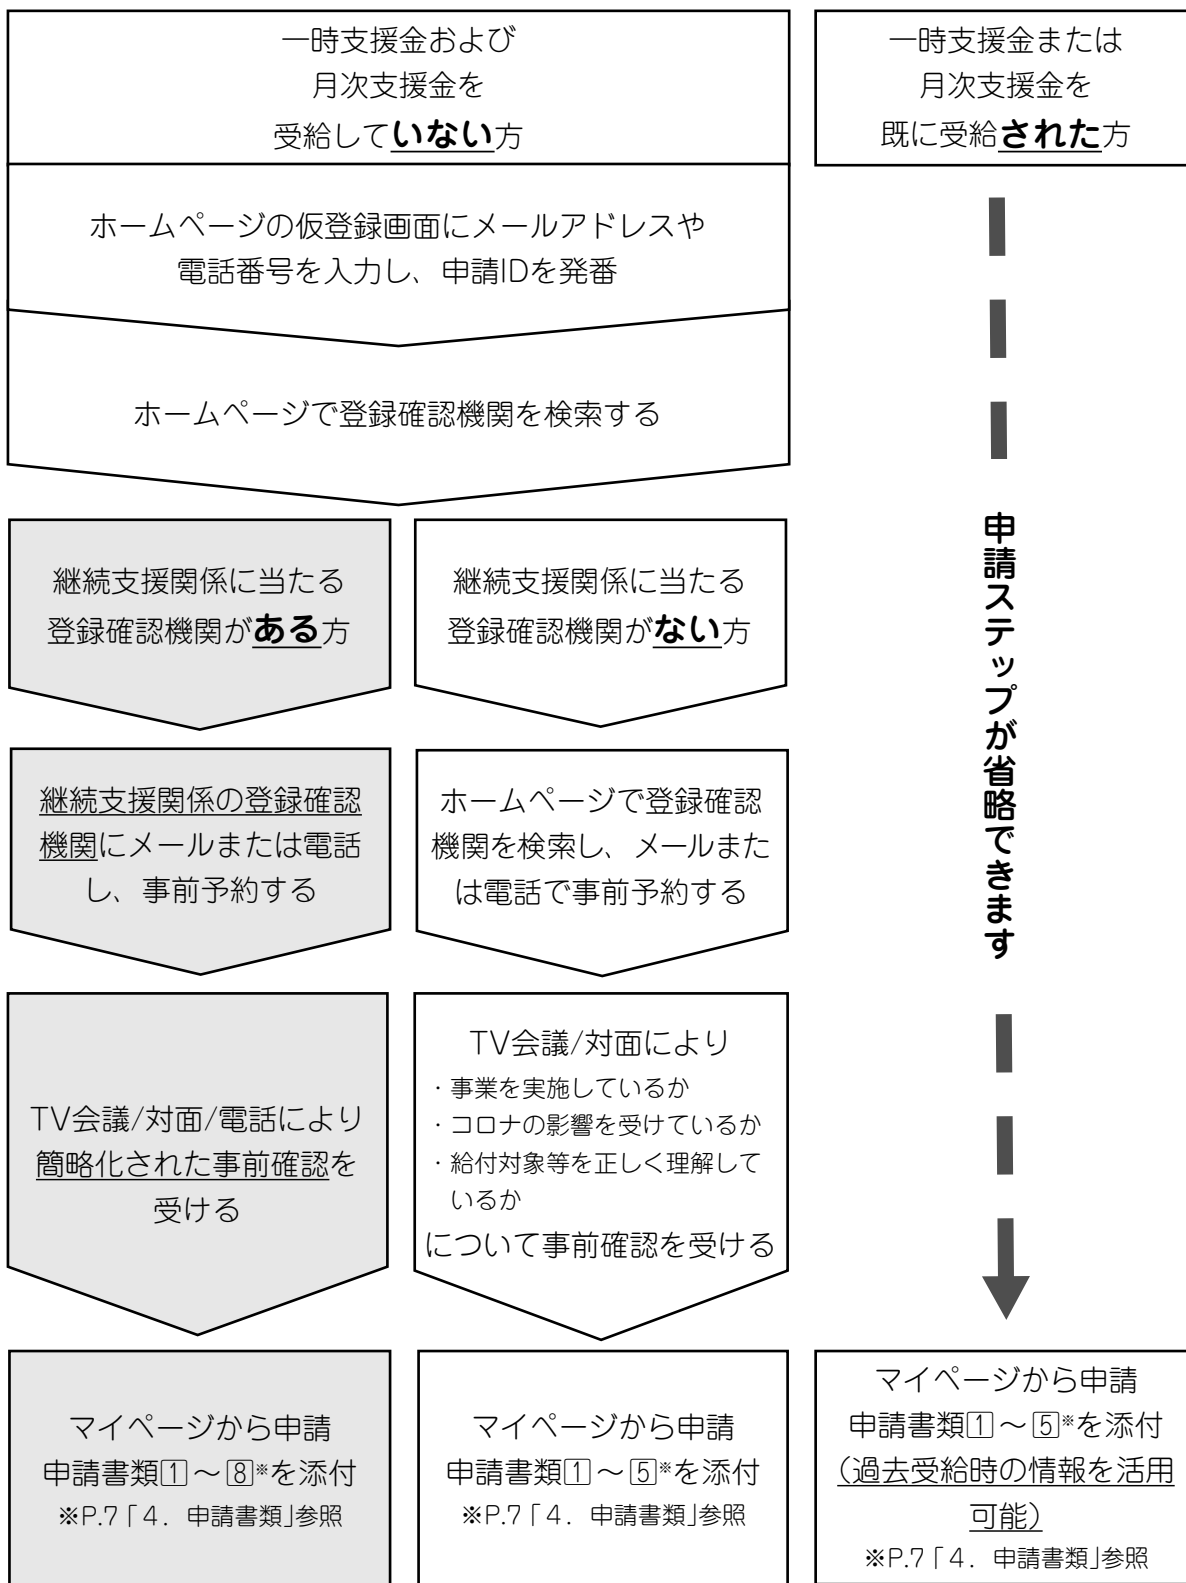 一時支援金および
月次支援金を
受給していない方
ホームページの仮登録画面にメールアドレスや
電話番号を入力し、申請IDを発番
ホームページで登録確認機関を検索する
継続支援関係に当たる
登録確認機関がある方
継続支援関係の登録確認
機関にメールまたは電話
し、事前予約する
TV会議/対面/電話により
簡略化された事前確認を
受ける
マイページから申請
申請書類1～8※を添付
※P.7「4．申請書類」参照
継続支援関係に当たる
登録確認機関がない方
ホームページで登録確認
機関を検索し、メールまた
は電話で事前予約する
TV会議/対面により
・事業を実施しているか
・コロナの影響を受けているか
・給付対象等を正しく理解して
いるか
について事前確認を受ける
マイページから申請
申請書類1～5※を添付
※P.7「4．申請書類」参照
一時支援金または
月次支援金を
既に受給された方
申請ステップが省略できます
マイページから申請
申請書類1～5※を添付
（過去受給時の情報を活用
可能）
※P.7「4．申請書類」参照